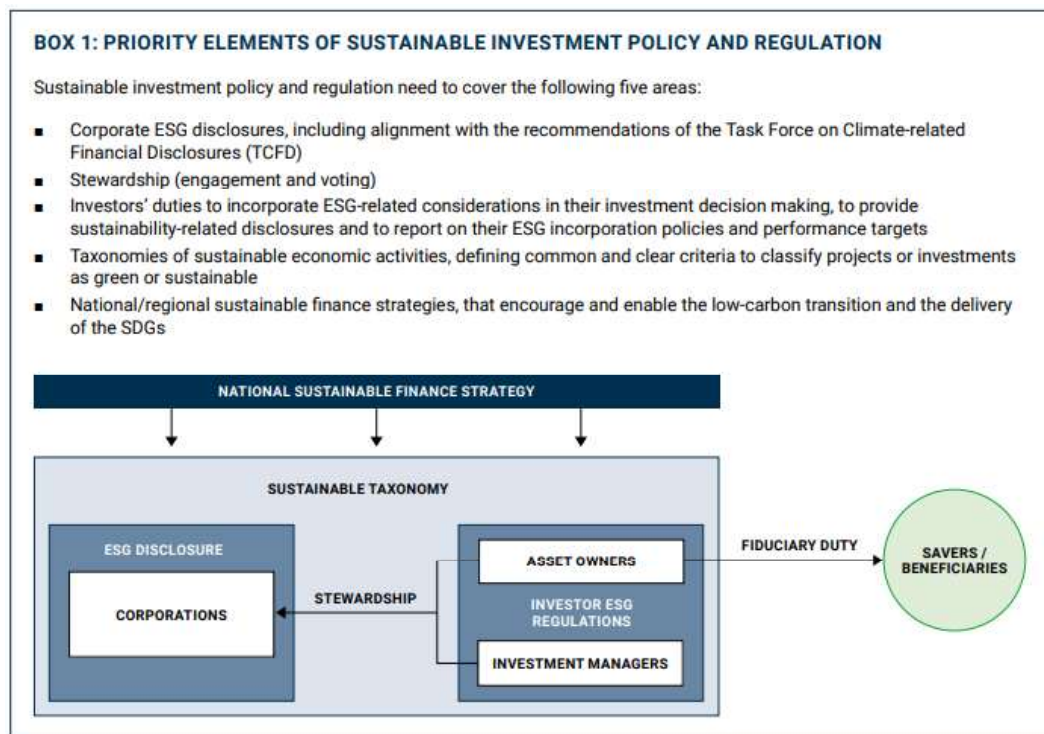 BOX 1: PRIORITY ELEMENTS OF SUSTAINABLE INVESTMENT POLICY AND REGULATION
Sustainable investment policy and regulation need to cover the following five areas:
■ Corporate ESG disclosures, including alignment with the recommendations of the Task Force on Climate-related
Financial Disclosures (TCFD)
■ Stewardship (engagement and voting)
■ Investors' duties to incorporate ESG-related considerations in their investment decision making, to provide
sustainability-related disclosures and to report on their ESG incorporation policies and performance targets
■ Taxonomies of sustainable economic activities, defining common and clear criteria to classify projects or investments
as green or sustainable
■ National/regional sustainable finance strategies, that encourage and enable the low-carbon transition and the delivery
of the SDGs
NATIONAL SUSTAINABLE FINANCE STRATEGY
SUSTAINABLE TAXONOMY
ESG DISCLOSURE
CORPORATIONS
STEWARDSHIP
ASSET OWNERS
INVESTOR ESG
REGULATIONS
INVESTMENT MANAGERS
FIDUCIARY DUTY
SAVERS /
BENEFICIARIES